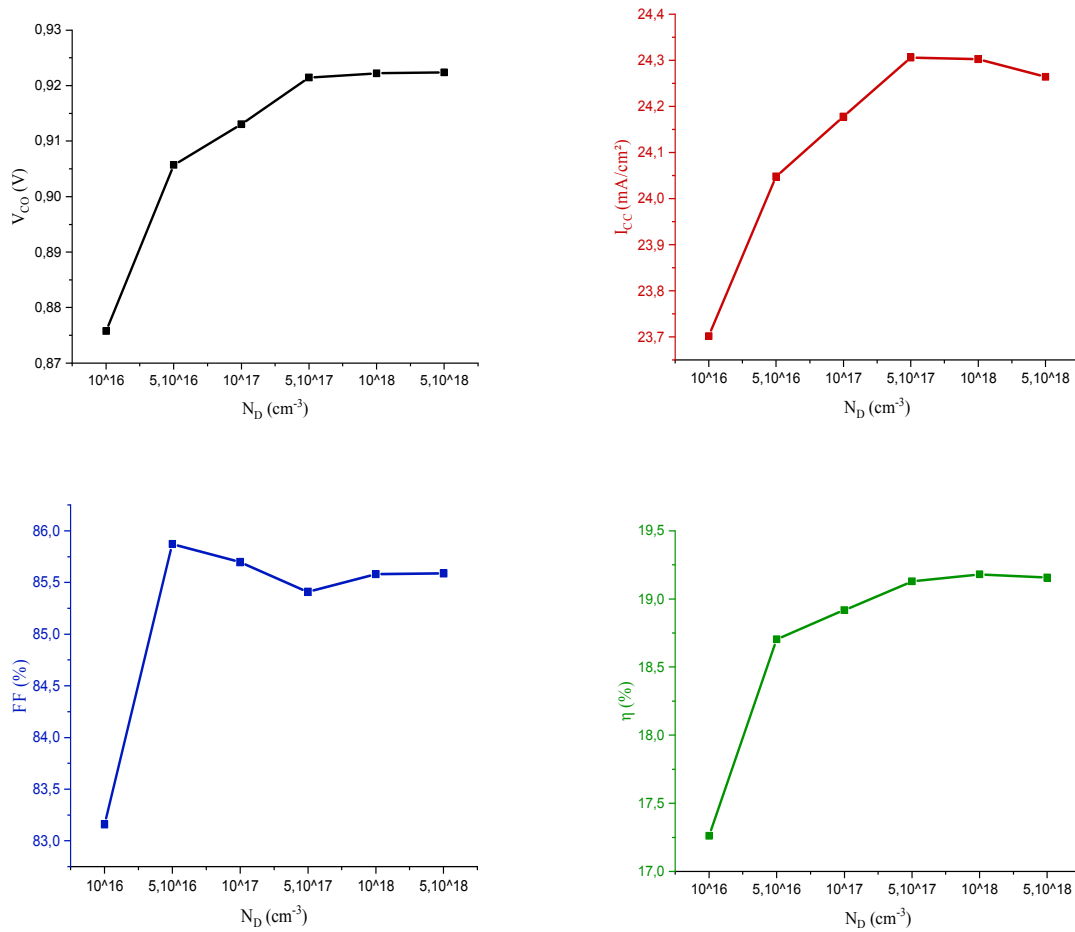 0,93
0,92
0,91
0,90
0,89
0,88
0,87
V_CO (V)
10^16 5,10^16 10^17 5,10^17 10^18 5,10^18
N_D (cm⁻³)
24,4
24,3
24,2
24,1
24,0
23,9
23,8
23,7
I_CC (mA/cm²)
10^16 5,10^16 10^17 5,10^17 10^18 5,10^18
N_D (cm⁻³)
86,0
85,5
85,0
84,5
84,0
83,5
83,0
FF (%)
10^16 5,10^16 10^17 5,10^17 10^18 5,10^18
N_D (cm⁻³)
19,5
19,0
18,5
18,0
17,5
17,0
η (%)
10^16 5,10^16 10^17 5,10^17 10^18 5,10^18
N_D (cm⁻³)